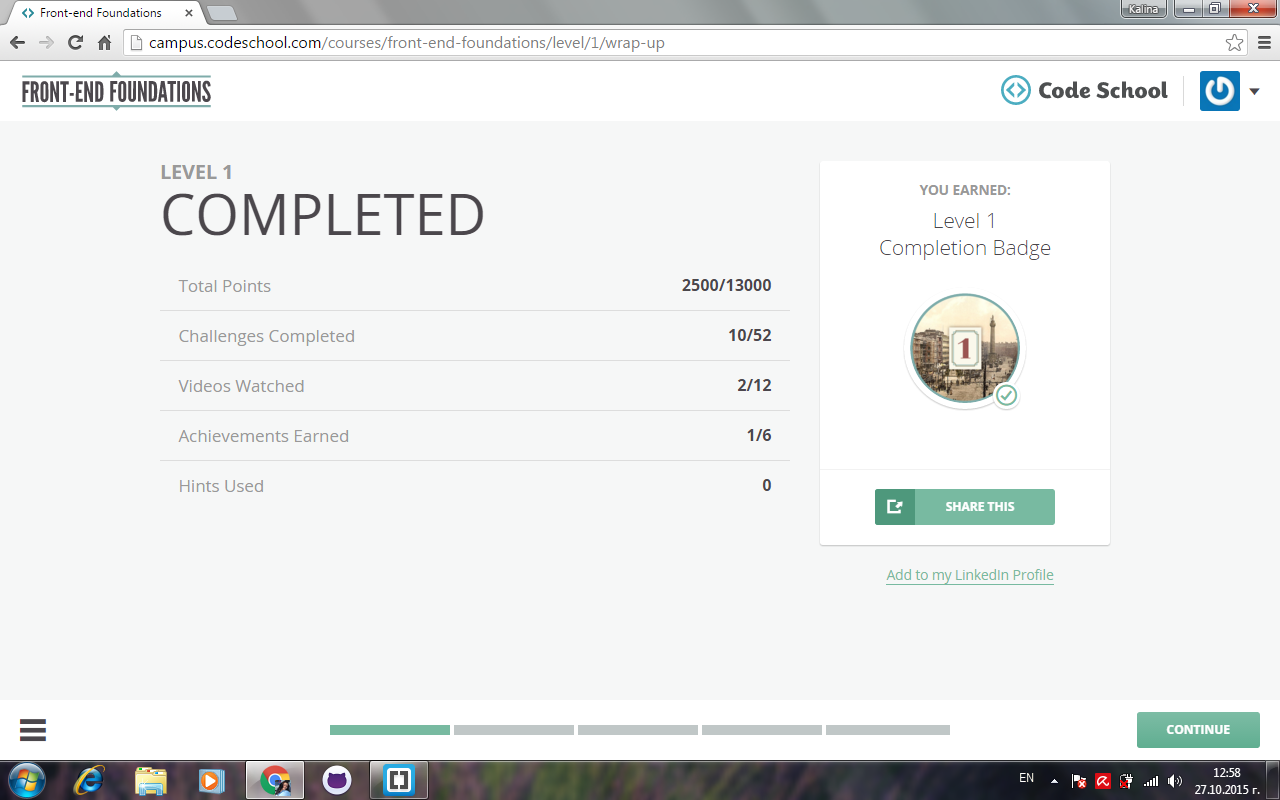 Front-end Foundations
Kalina
campus.codeschool.com/courses/front-end-foundations/level/1/wrap-up
FRONT-END FOUNDATIONS
Code School
LEVEL 1
COMPLETED
Total Points 2500/13000
Challenges Completed 10/52
Videos Watched 2/12
Achievements Earned 1/6
Hints Used 0
YOU EARNED:
Level 1
Completion Badge
1
SHARE THIS
Add to my LinkedIn Profile
CONTINUE
EN
12:58
27.10.2015 г.